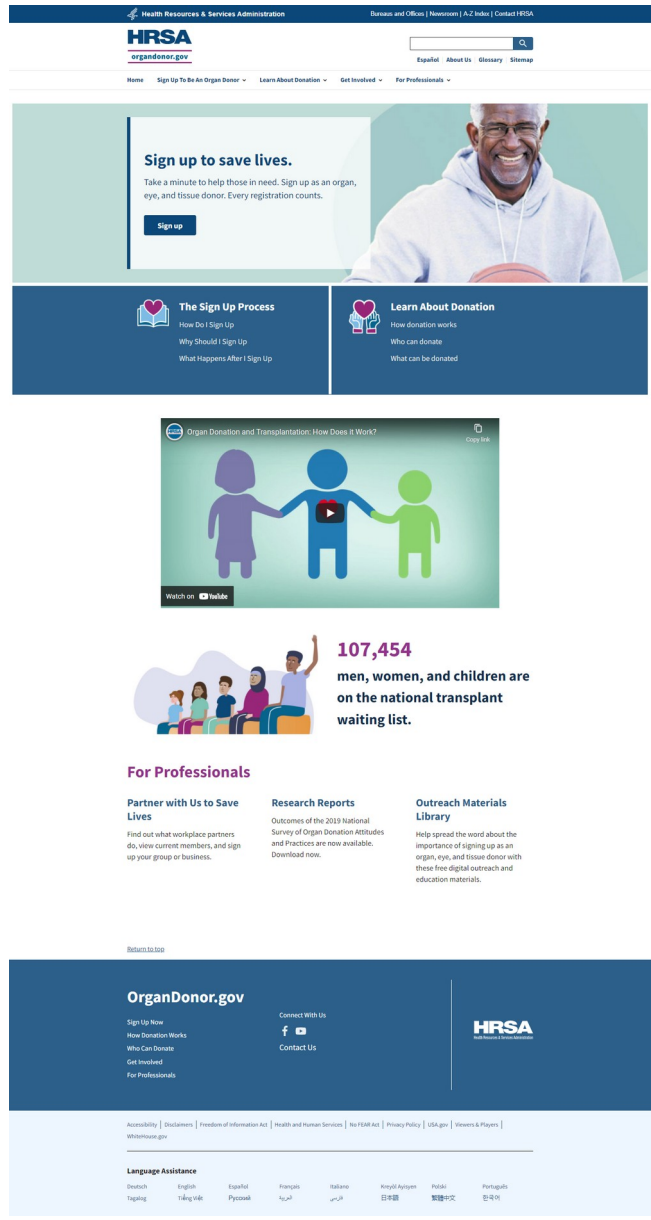 Health Resources & Services Administration
Bureaus and Offices | Newsroom | A-Z Index | Contact HRSA
HRSA
organdonor.gov
Español About Us Glossary Sitemap
Home Sign Up To Be An Organ Donor Learn About Donation Get Involved For Professionals
Sign up to save lives.
Take a minute to help those in need. Sign up as an organ,
eye, and tissue donor. Every registration counts.
Sign up
The Sign Up Process
How Do I Sign Up
Why Should I Sign Up
What Happens After I Sign Up
Learn About Donation
How donation works
Who can donate
What can be donated
Organ Donation and Transplantation: How Does it Work?
Copy link
Watch on YouTube
107,454
men, women, and children are
on the national transplant
waiting list.
For Professionals
Partner with Us to Save
Lives
Find out what workplace partners
do, view current members, and sign
up your group or business.
Research Reports
Outcomes of the 2019 National
Survey of Organ Donation Attitudes
and Practices are now available.
Download now.
Outreach Materials
Library
Help spread the word about the
importance of signing up as an
organ, eye, and tissue donor with
these free digital outreach and
education materials.
Return to top
OrganDonor.gov
Sign Up Now
How Donation Works
Who Can Donate
Get Involved
For Professionals
Connect With Us
Contact Us
HRSA
Health Resources & Services Administration
Accessibility | Disclaimers | Freedom of Information Act | Health and Human Services | No FEAR Act | Privacy Policy | USA.gov | Viewers & Players |
WhiteHouse.gov
Language Assistance
Deutsch English Español Français Italiano Kreyòl Ayisyen Polski Português
Tagalog Tiếng Việt Русский العربية فارسی 日本語 繁體中文 한국어